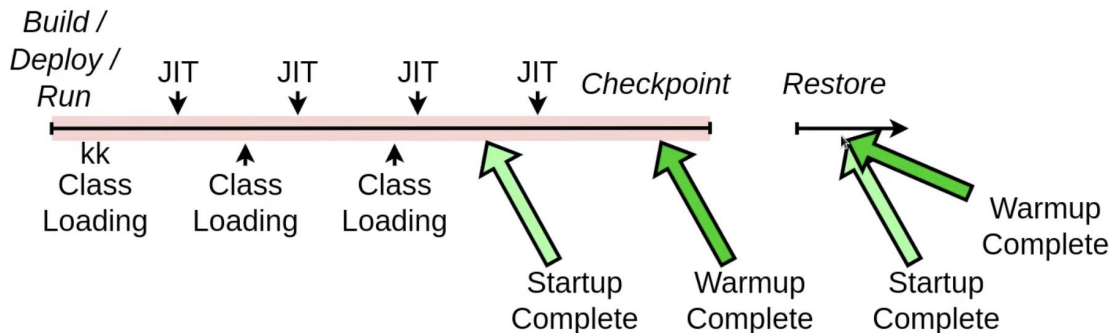 Build /
Deploy /
Run
JIT
JIT
JIT
JIT
Checkpoint
Restore
kk
Class
Loading
Class
Loading
Class
Loading
Startup
Complete
Warmup
Complete
Startup
Complete
Warmup
Complete